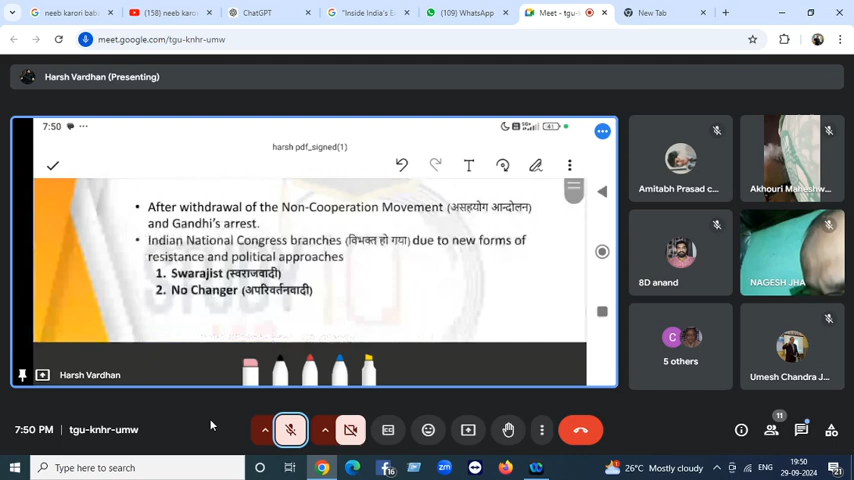 neeb karori bab
(158) neeb karo
ChatGPT
"Inside India's E
(109) WhatsApp
Meet - tgu-
New Tab
meet.google.com/tgu-knhr-umw
Harsh Vardhan (Presenting)
7:50
harsh pdf_signed(1)
T
• After withdrawal of the Non-Cooperation Movement (असहयोग आन्दोलन)
and Gandhi's arrest.
• Indian National Congress branches (विभक्त हो गया) due to new forms of
resistance and political approaches
1. Swarajist (स्वराजवादी)
2. No Changer (अपरिवर्तनवादी)
Harsh Vardhan
Amitabh Prasad c...
Akhouri Maheshw...
8D anand
NAGESH JHA
C
5 others
Umesh Chandra J...
7:50 PM | tgu-knhr-umw
11
Type here to search
16
zm
26°C Mostly cloudy
ENG
19:50
29-09-2024
21